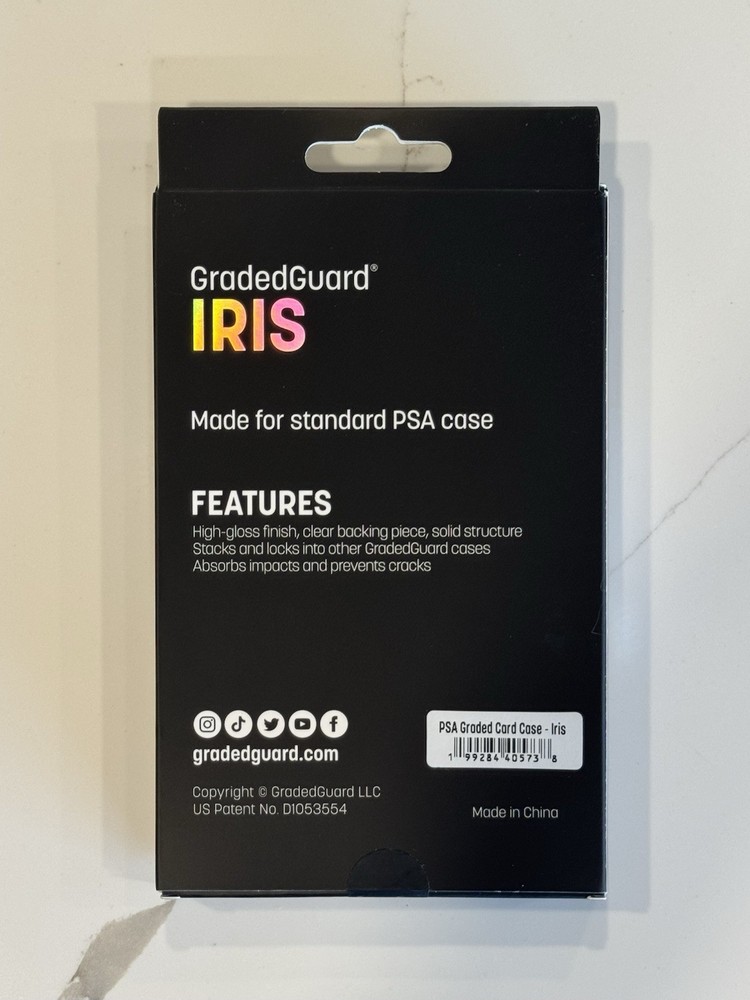 GradedGuard®
IRIS
Made for standard PSA case
FEATURES
High-gloss finish, clear backing piece, solid structure
Stacks and locks into other GradedGuard cases
Absorbs impacts and prevents cracks
gradedguard.com
PSA Graded Card Case - Iris
1 99284 40573 8
Copyright © GradedGuard LLC
US Patent No. D1053554
Made in China